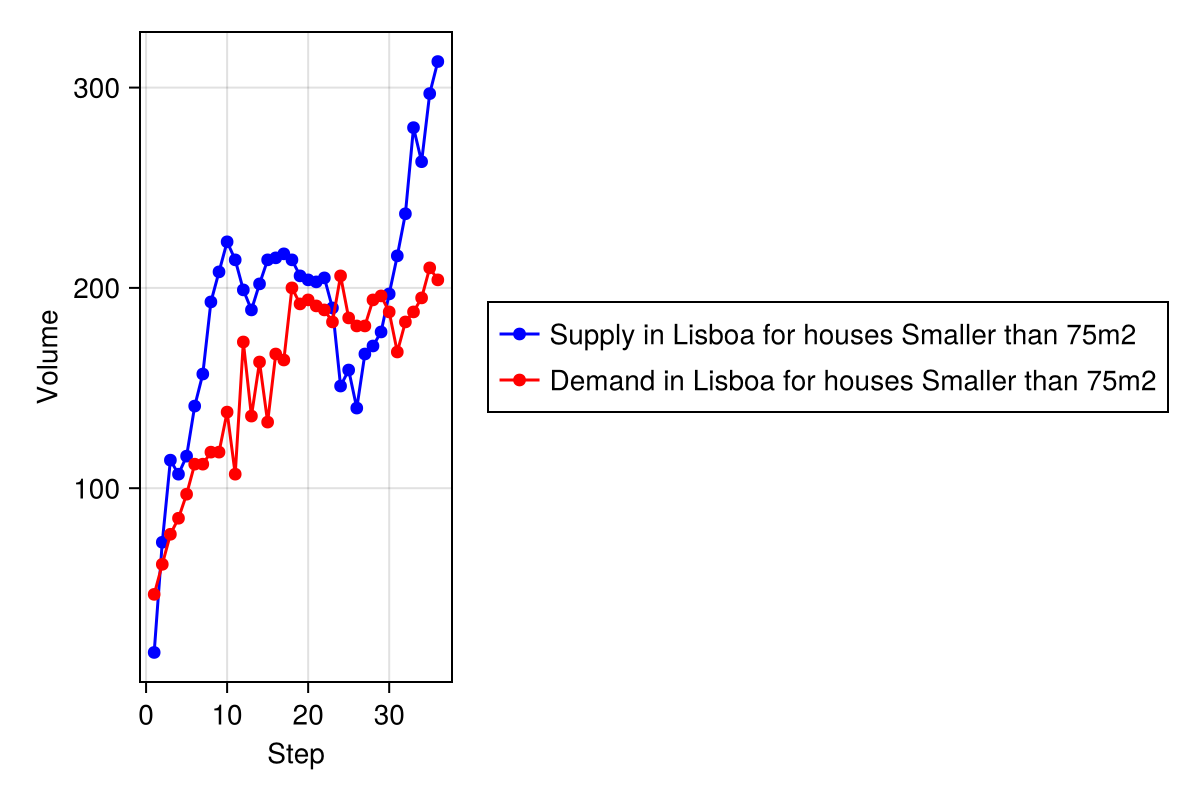 300
200
100
Volume
0 10 20 30
Step
Supply in Lisboa for houses Smaller than 75m2
Demand in Lisboa for houses Smaller than 75m2